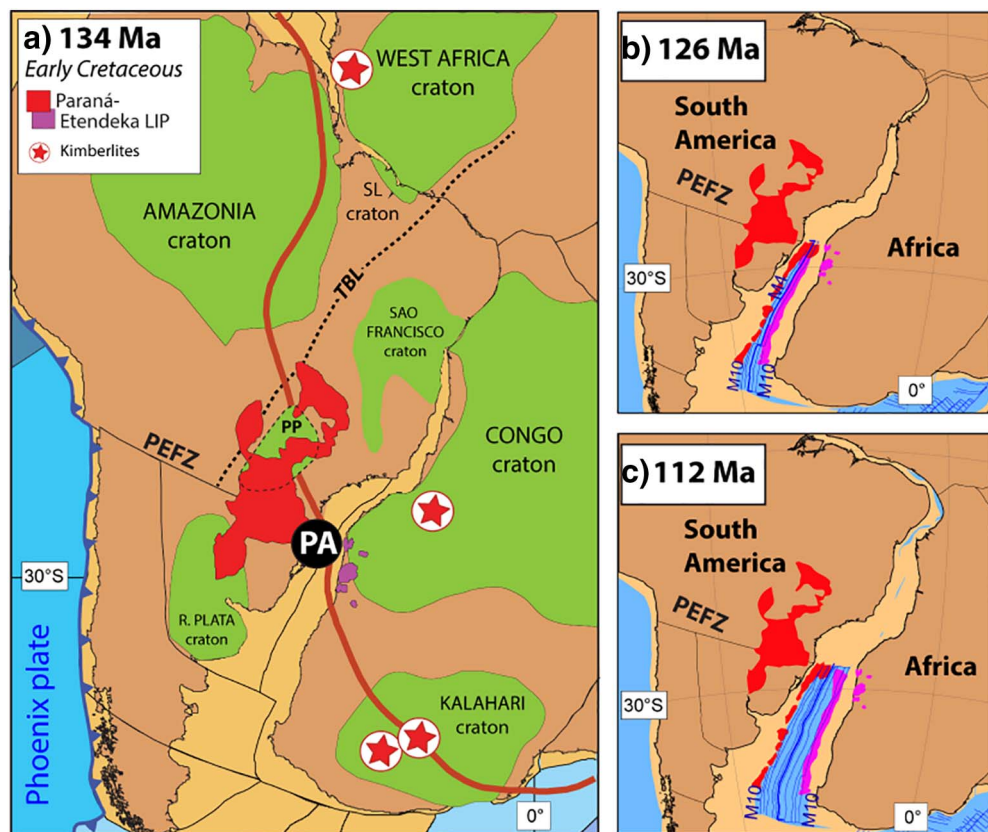 a) 134 Ma
Early Cretaceous
Paraná-
Etendeka LIP
Kimberlites
WEST AFRICA
craton
AMAZONIA
craton
SL
craton
TBL
SAO
FRANCISCO
craton
PP
PEFZ
CONGO
craton
PA
30°S
R. PLATA
craton
KALAHARI
craton
Phoenix plate
0°
b) 126 Ma
South
America
PEFZ
Africa
30°S
M4
M10
M10
0°
c) 112 Ma
South
America
PEFZ
Africa
30°S
M10
M10
0°